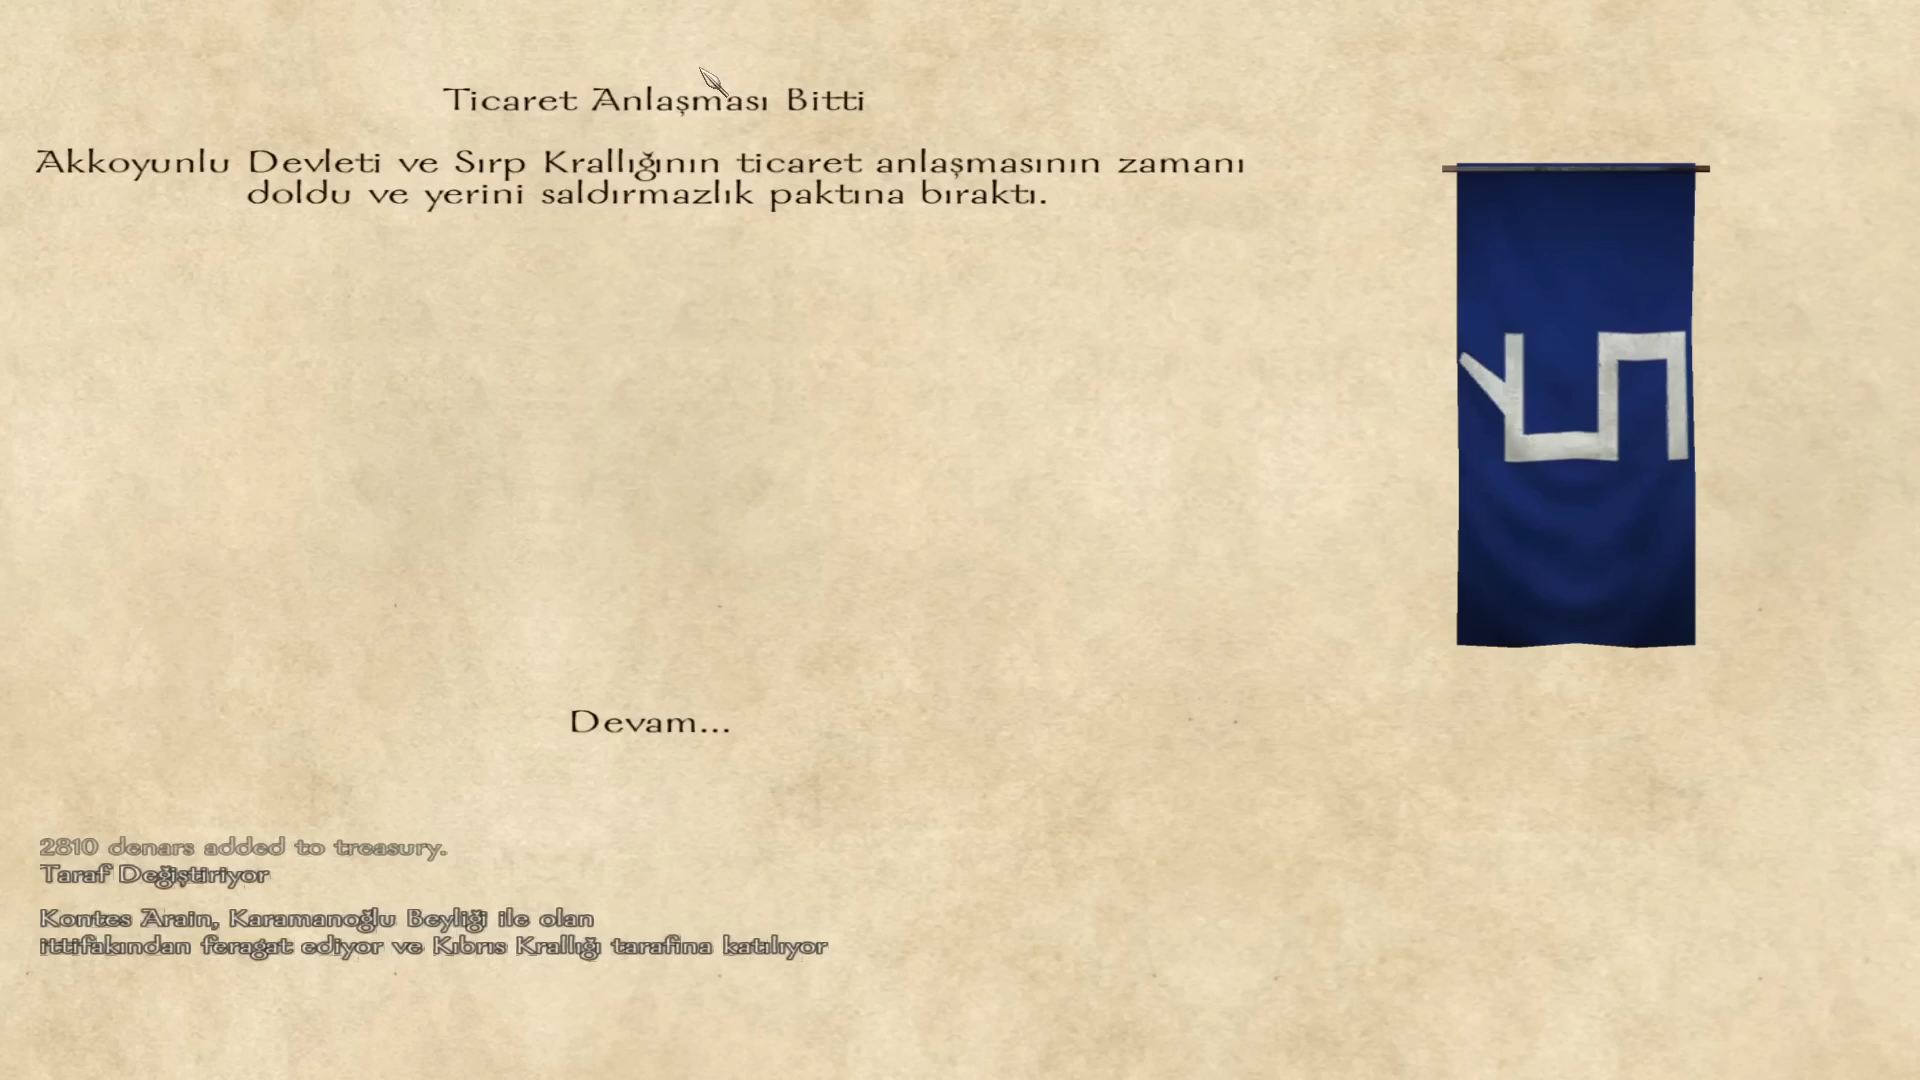 Ticaret Anlaşması Bitti
Akkoyunlu Devleti ve Sırp Krallığının ticaret anlaşmasının zamanı
doldu ve yerini saldırmazlık paktına bıraktı.
Devam...
2810 denars added to treasury.
Taraf Değiştiriyor
Kontes Arain, Karamanoğlu Beyliği ile olan
ittifakından feragat ediyor ve Kıbrıs Krallığı tarafina katılıyor